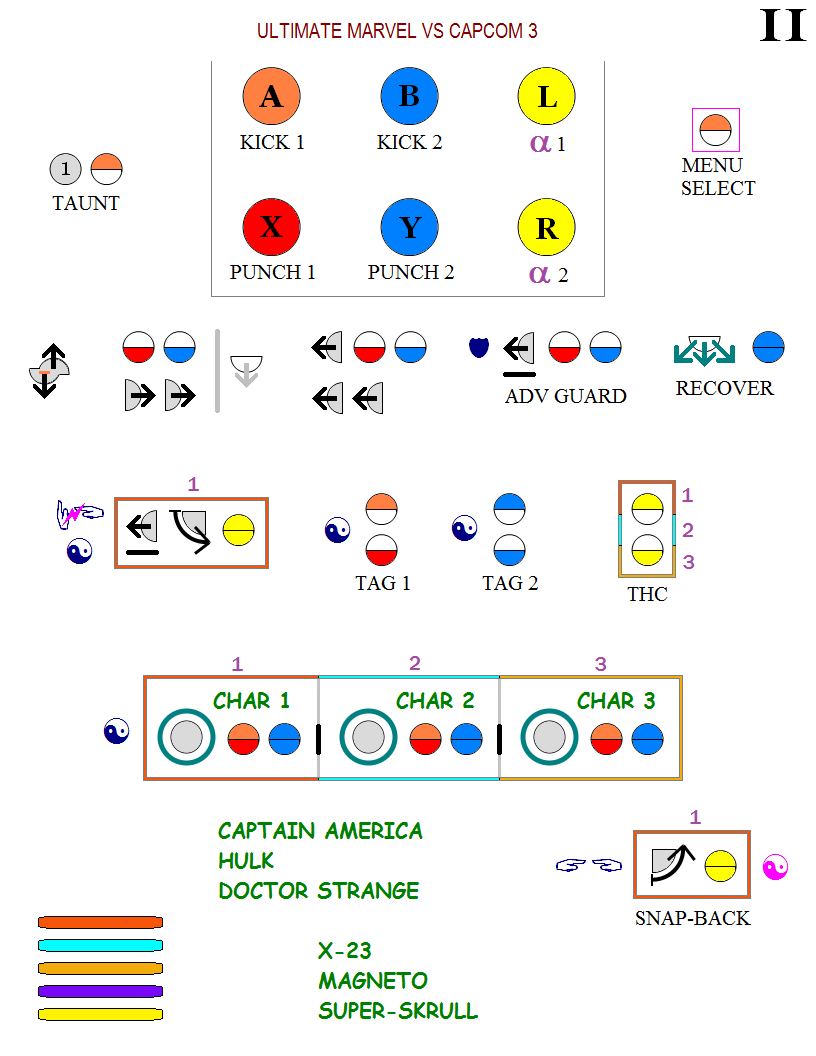 ULTIMATE MARVEL VS CAPCOM 3
II
A B L
KICK 1 KICK 2 α 1
MENU
SELECT
1
TAUNT
X Y R
PUNCH 1 PUNCH 2 α 2
ADV GUARD
RECOVER
1
TAG 1
TAG 2
1
2
3
THC
1 2 3
CHAR 1 CHAR 2 CHAR 3
CAPTAIN AMERICA
HULK
DOCTOR STRANGE
1
SNAP-BACK
X-23
MAGNETO
SUPER-SKRULL